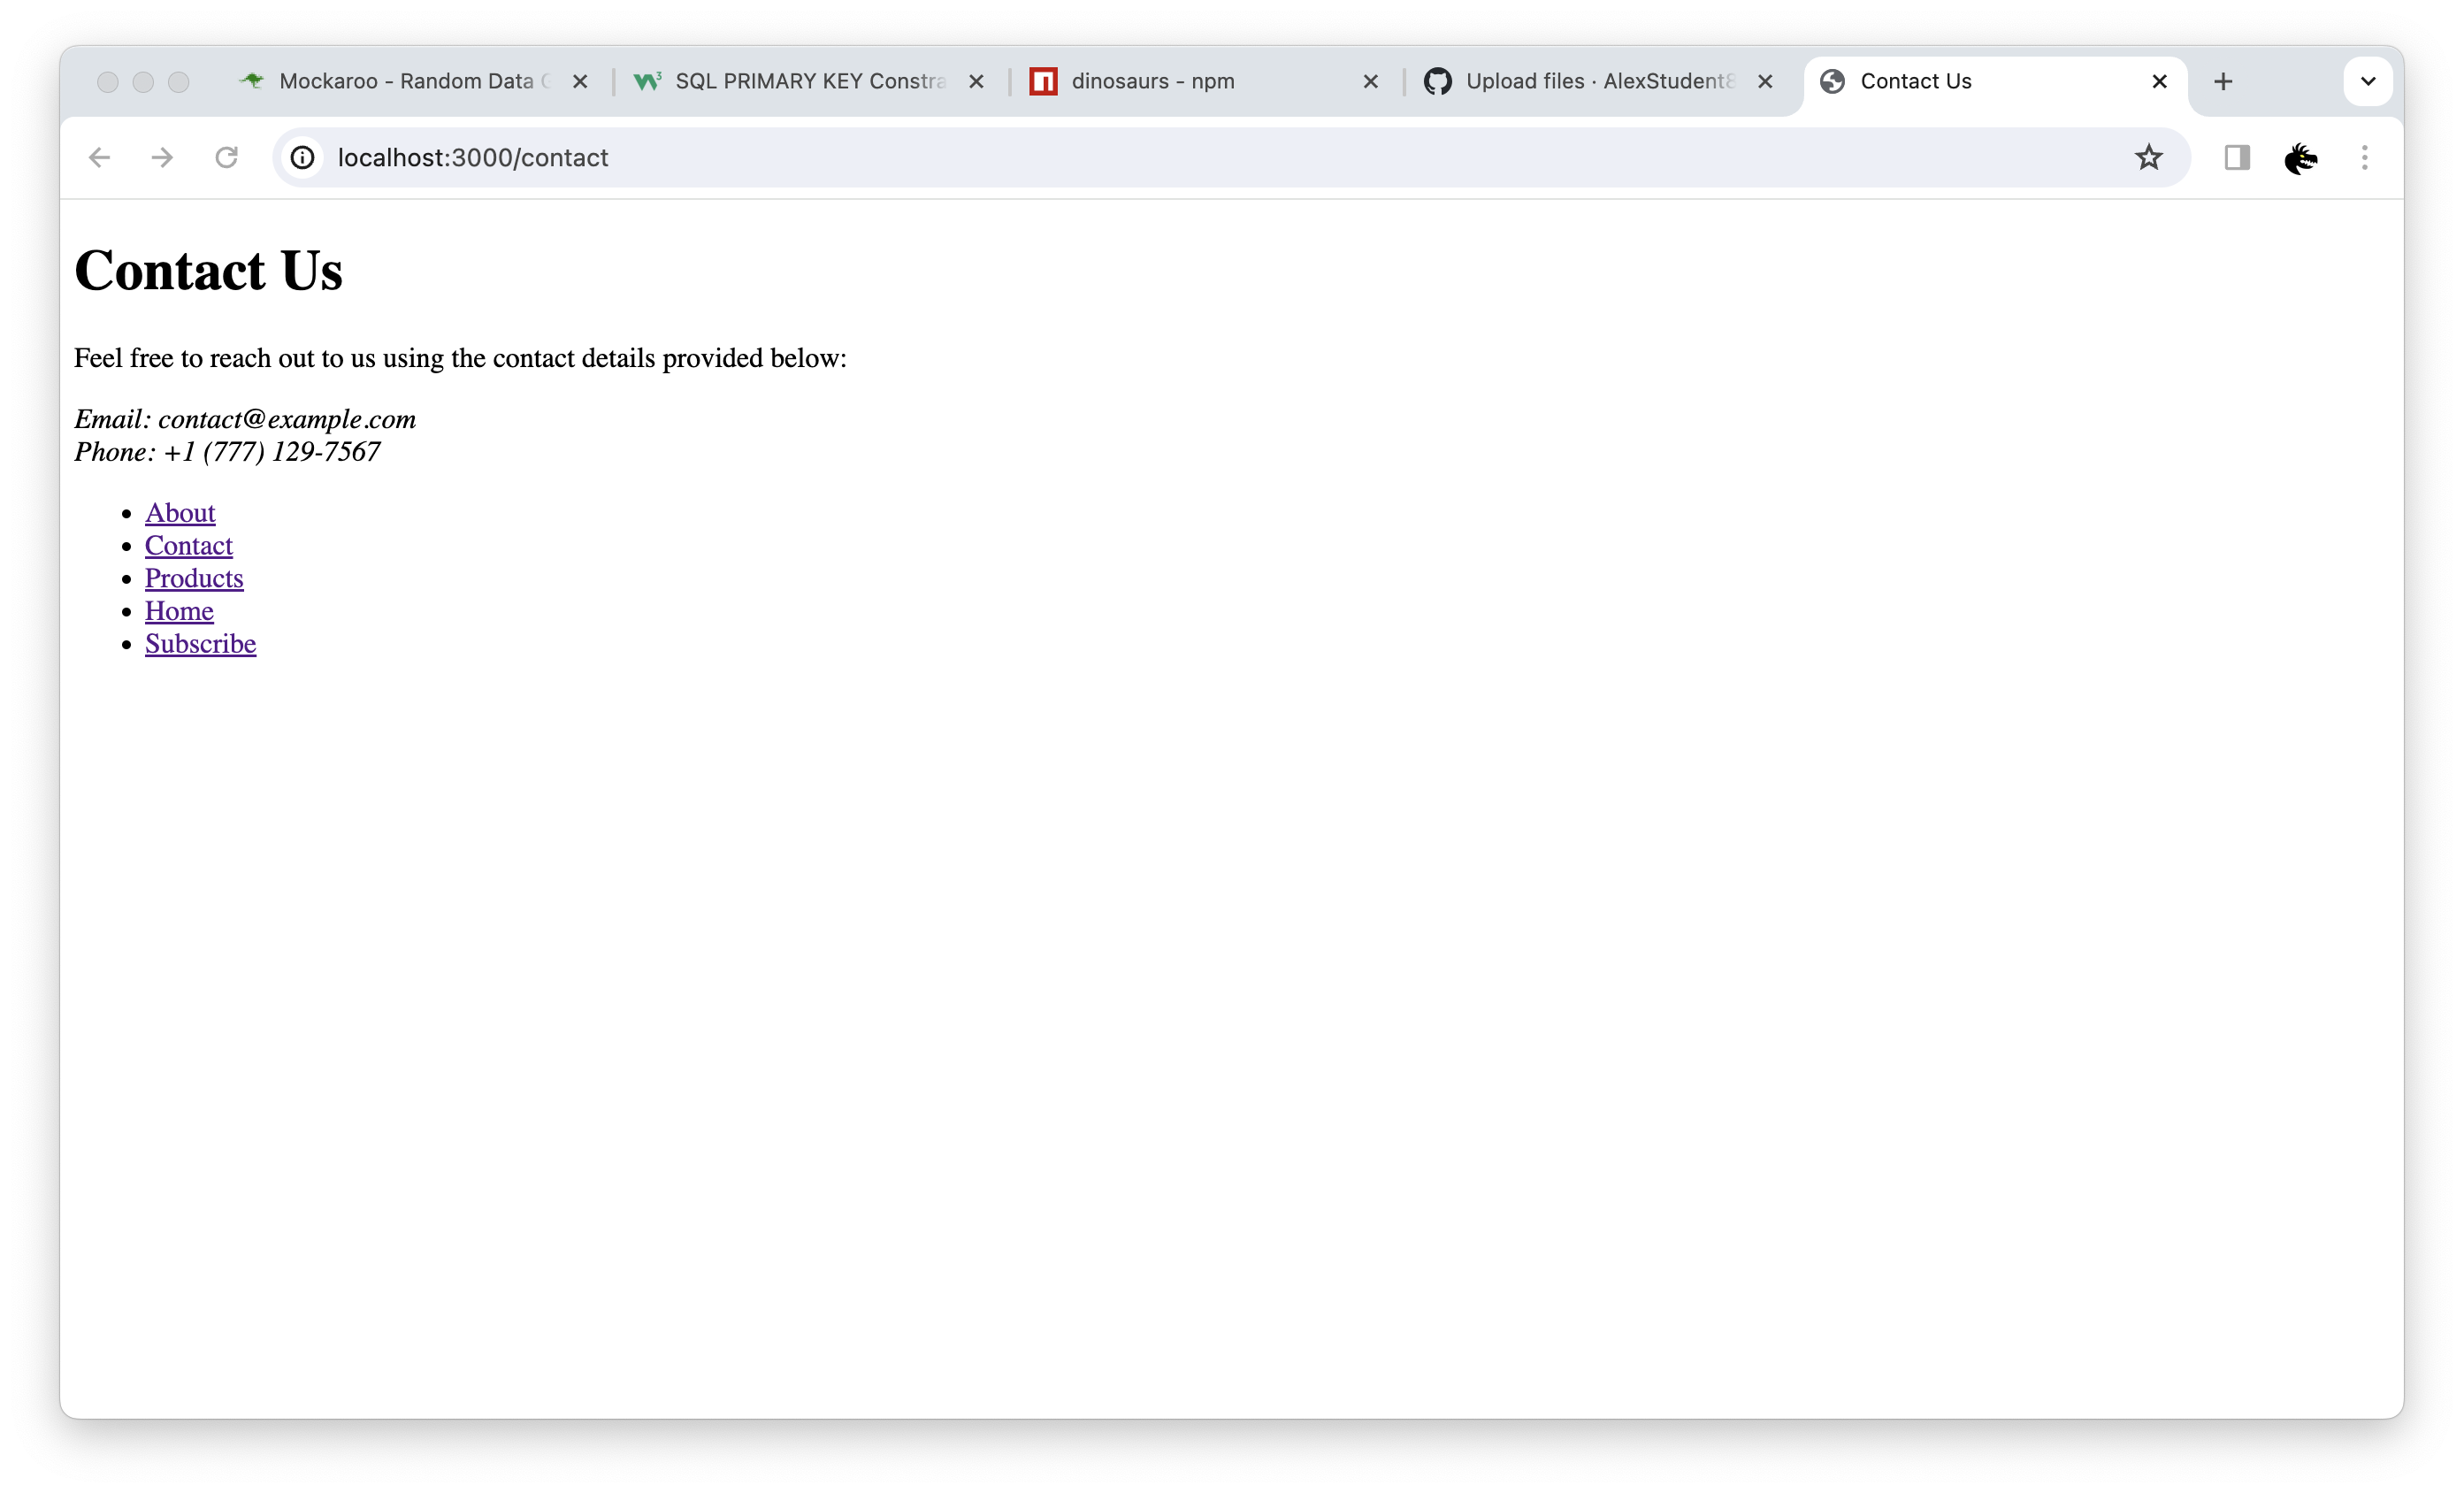 Mockaroo - Random Data
SQL PRIMARY KEY Constra
dinosaurs - npm
Upload files · AlexStudent8
Contact Us
localhost:3000/contact
Contact Us
Feel free to reach out to us using the contact details provided below:
Email: contact@example.com
Phone: +1 (777) 129-7567
About
Contact
Products
Home
Subscribe